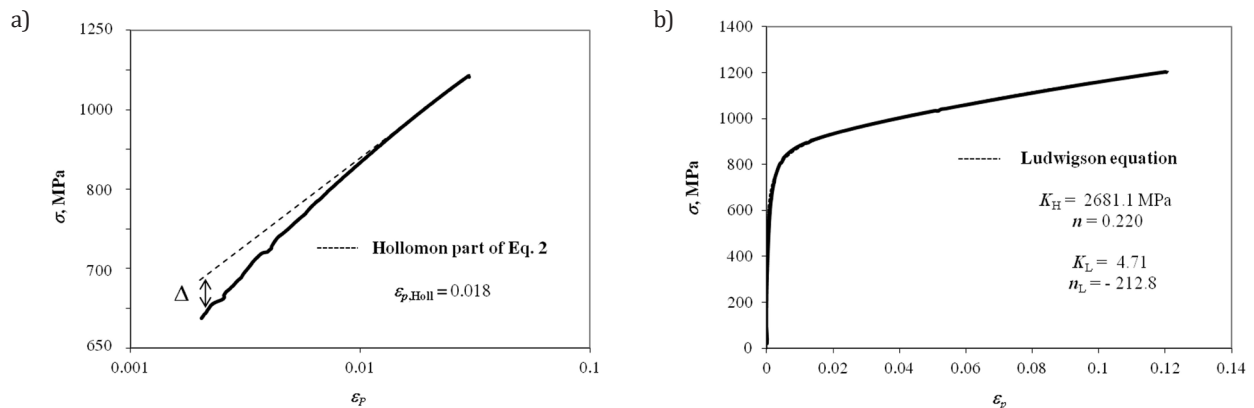 a)
1250
1000
800
700
650
σ, MPa
Δ
Hollomon part of Eq. 2
εp,Holl = 0.018
0.001
0.01
0.1
εP
b)
1400
1200
1000
800
600
400
200
0
σ, MPa
Ludwigson equation
KH = 2681.1 MPa
n = 0.220
KL = 4.71
nL = - 212.8
0
0.02
0.04
0.06
0.08
0.1
0.12
0.14
εp